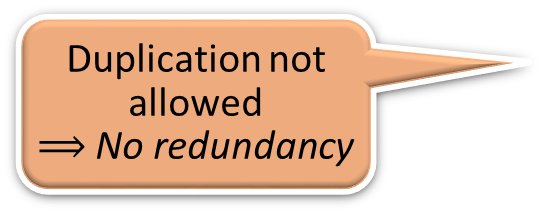 Duplication not
allowed
⟹ No redundancy